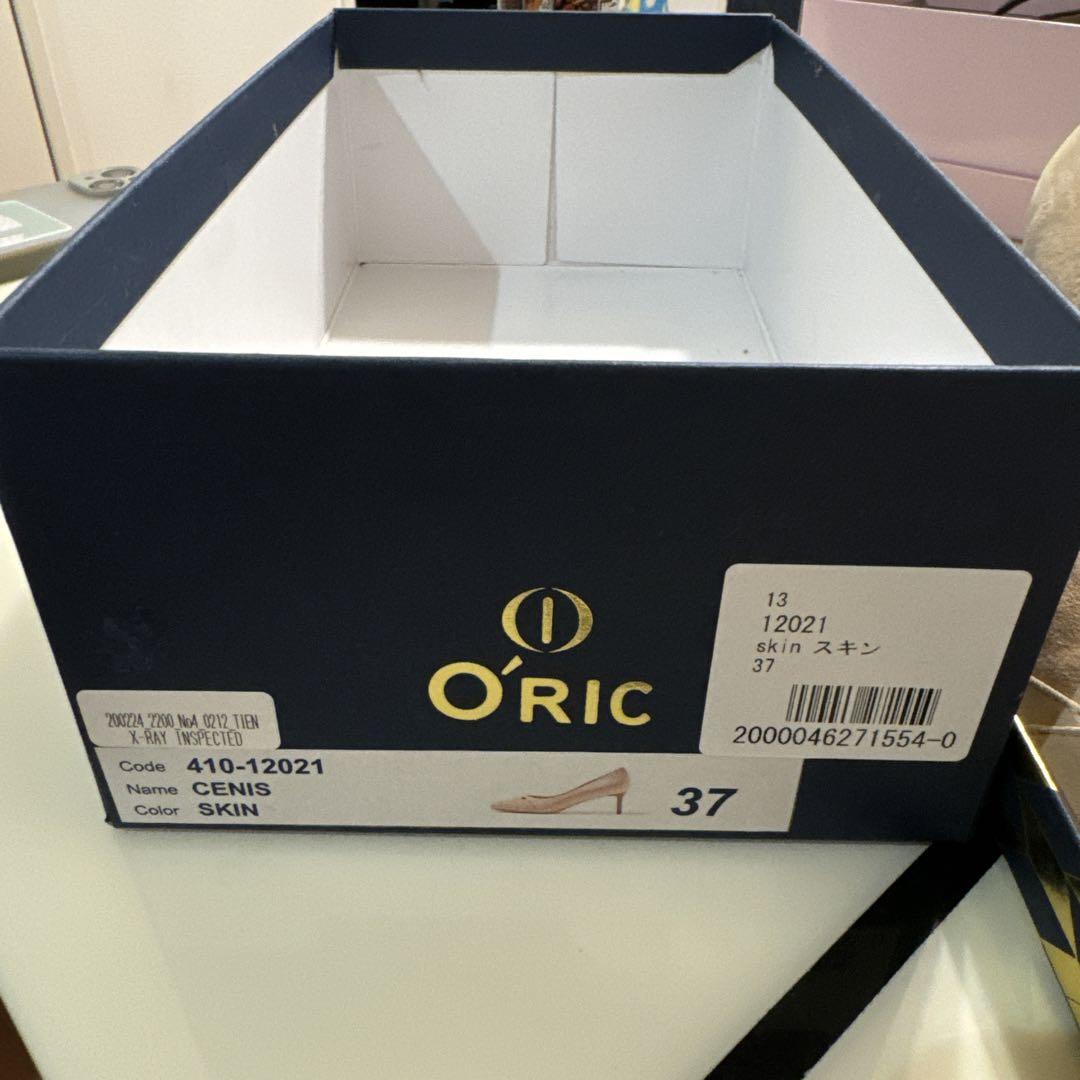 O'RIC
13
12021
skin スキン
37
2000046271554-0
200224 2200 No4 0212 TIEN
X-RAY INSPECTED
Code 410-12021
Name CENIS
Color SKIN
37